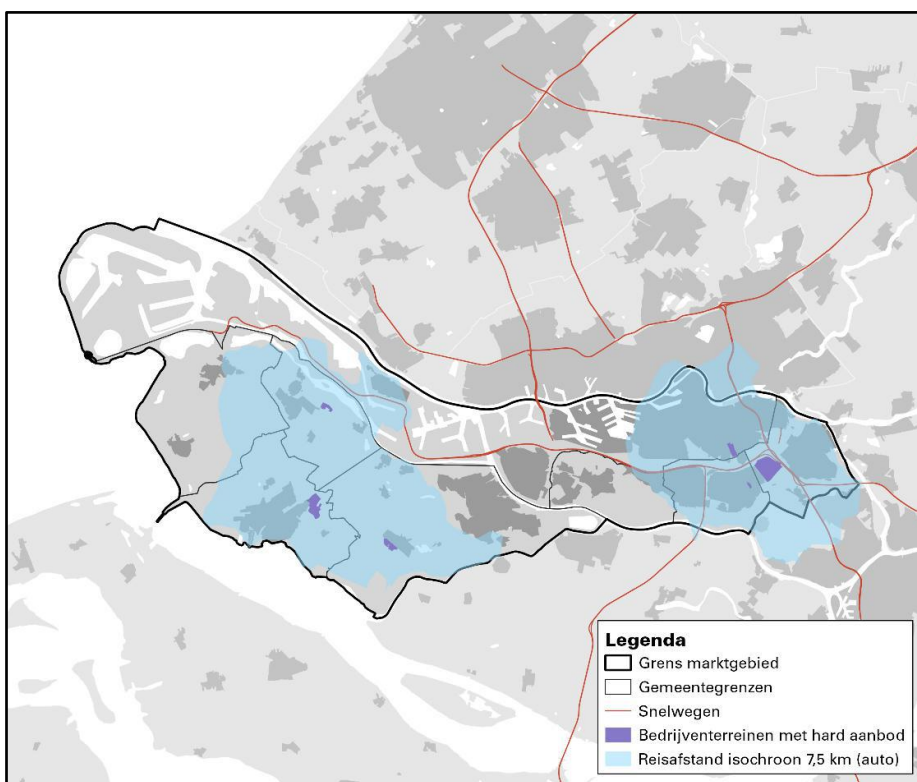 Legenda
Grens marktgebied
Gemeentegrenzen
Snelwegen
Bedrijventerreinen met hard aanbod
Reisafstand isochroon 7,5 km (auto)